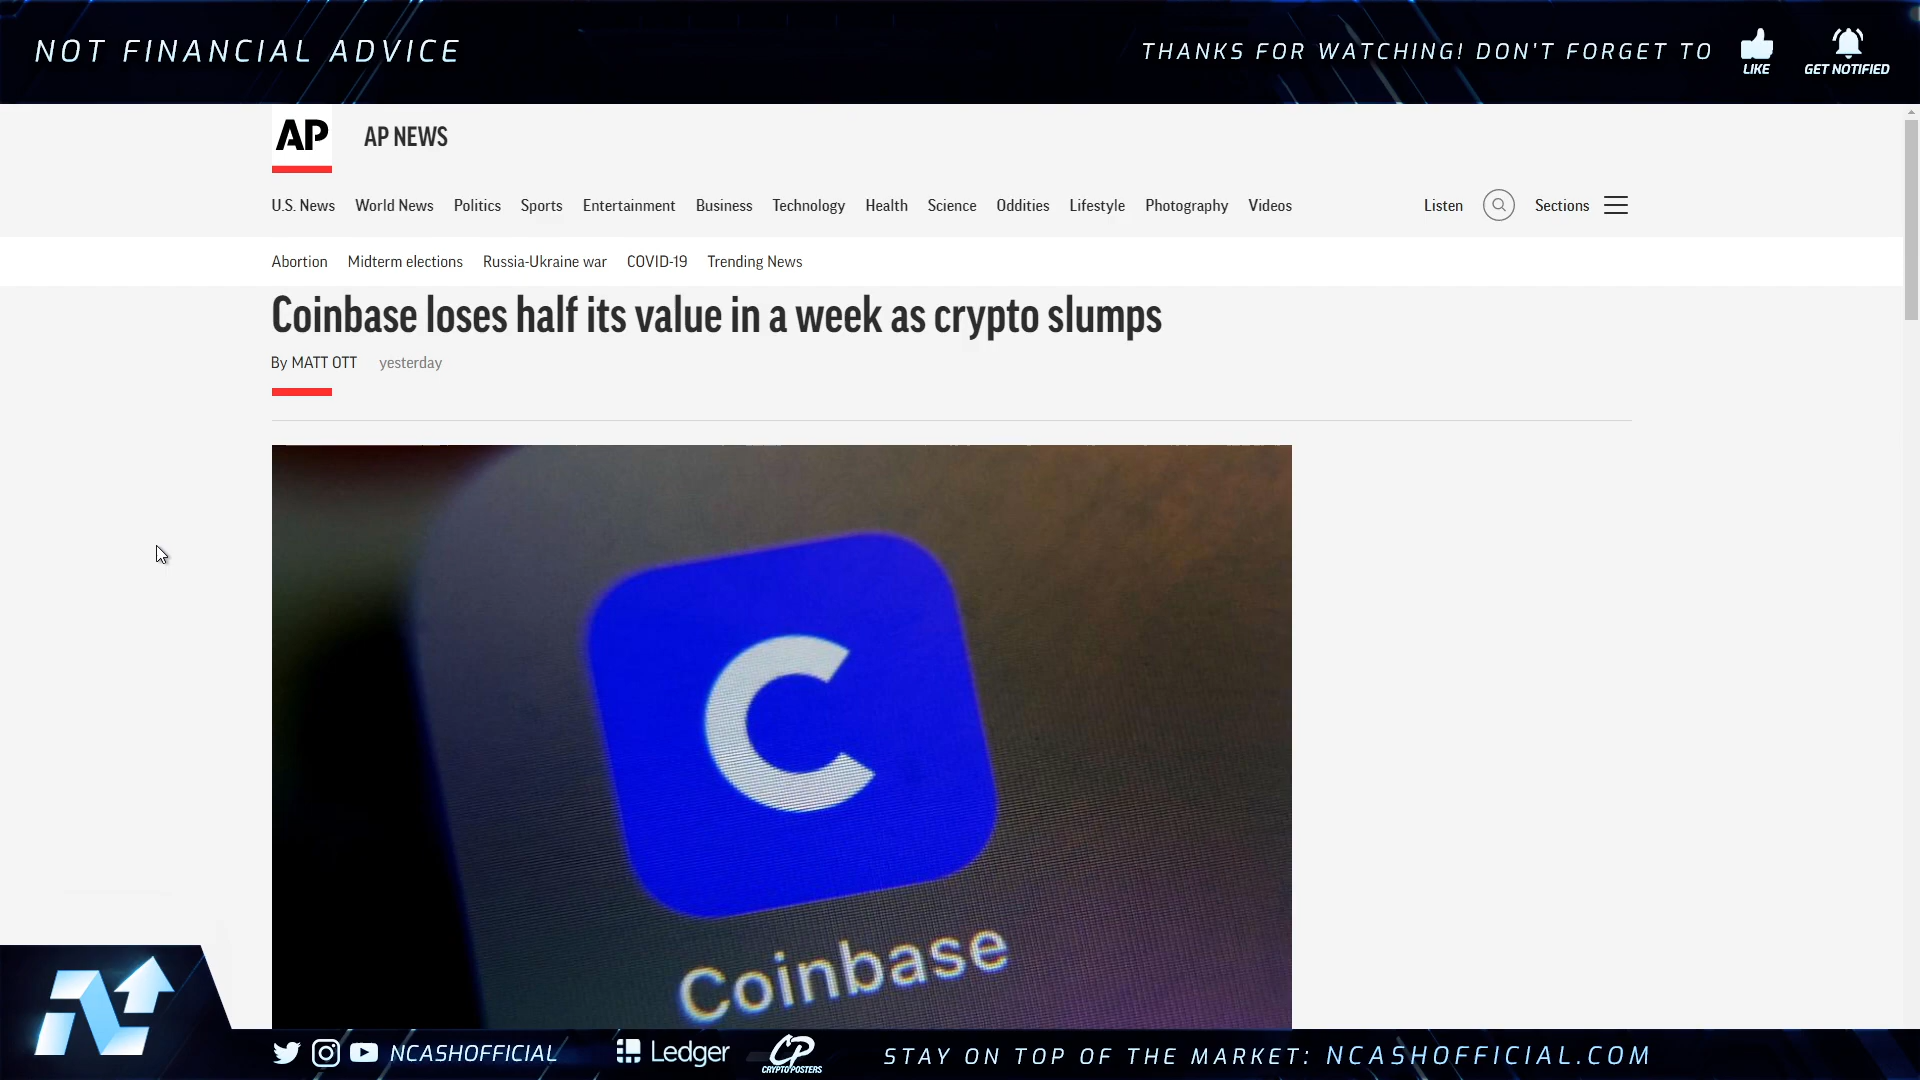 NOT FINANCIAL ADVICE
THANKS FOR WATCHING! DON'T FORGET TO
LIKE
GET NOTIFIED
AP
AP NEWS
U.S. News World News Politics Sports Entertainment Business Technology Health Science Oddities Lifestyle Photography Videos
Listen Sections
Abortion Midterm elections Russia-Ukraine war COVID-19 Trending News
Coinbase loses half its value in a week as crypto slumps
By MATT OTT yesterday
C
Coinbase
NCASHOFFICIAL
Ledger
CP
CRYPTOPOSTERS
STAY ON TOP OF THE MARKET: NCASHOFFICIAL.COM